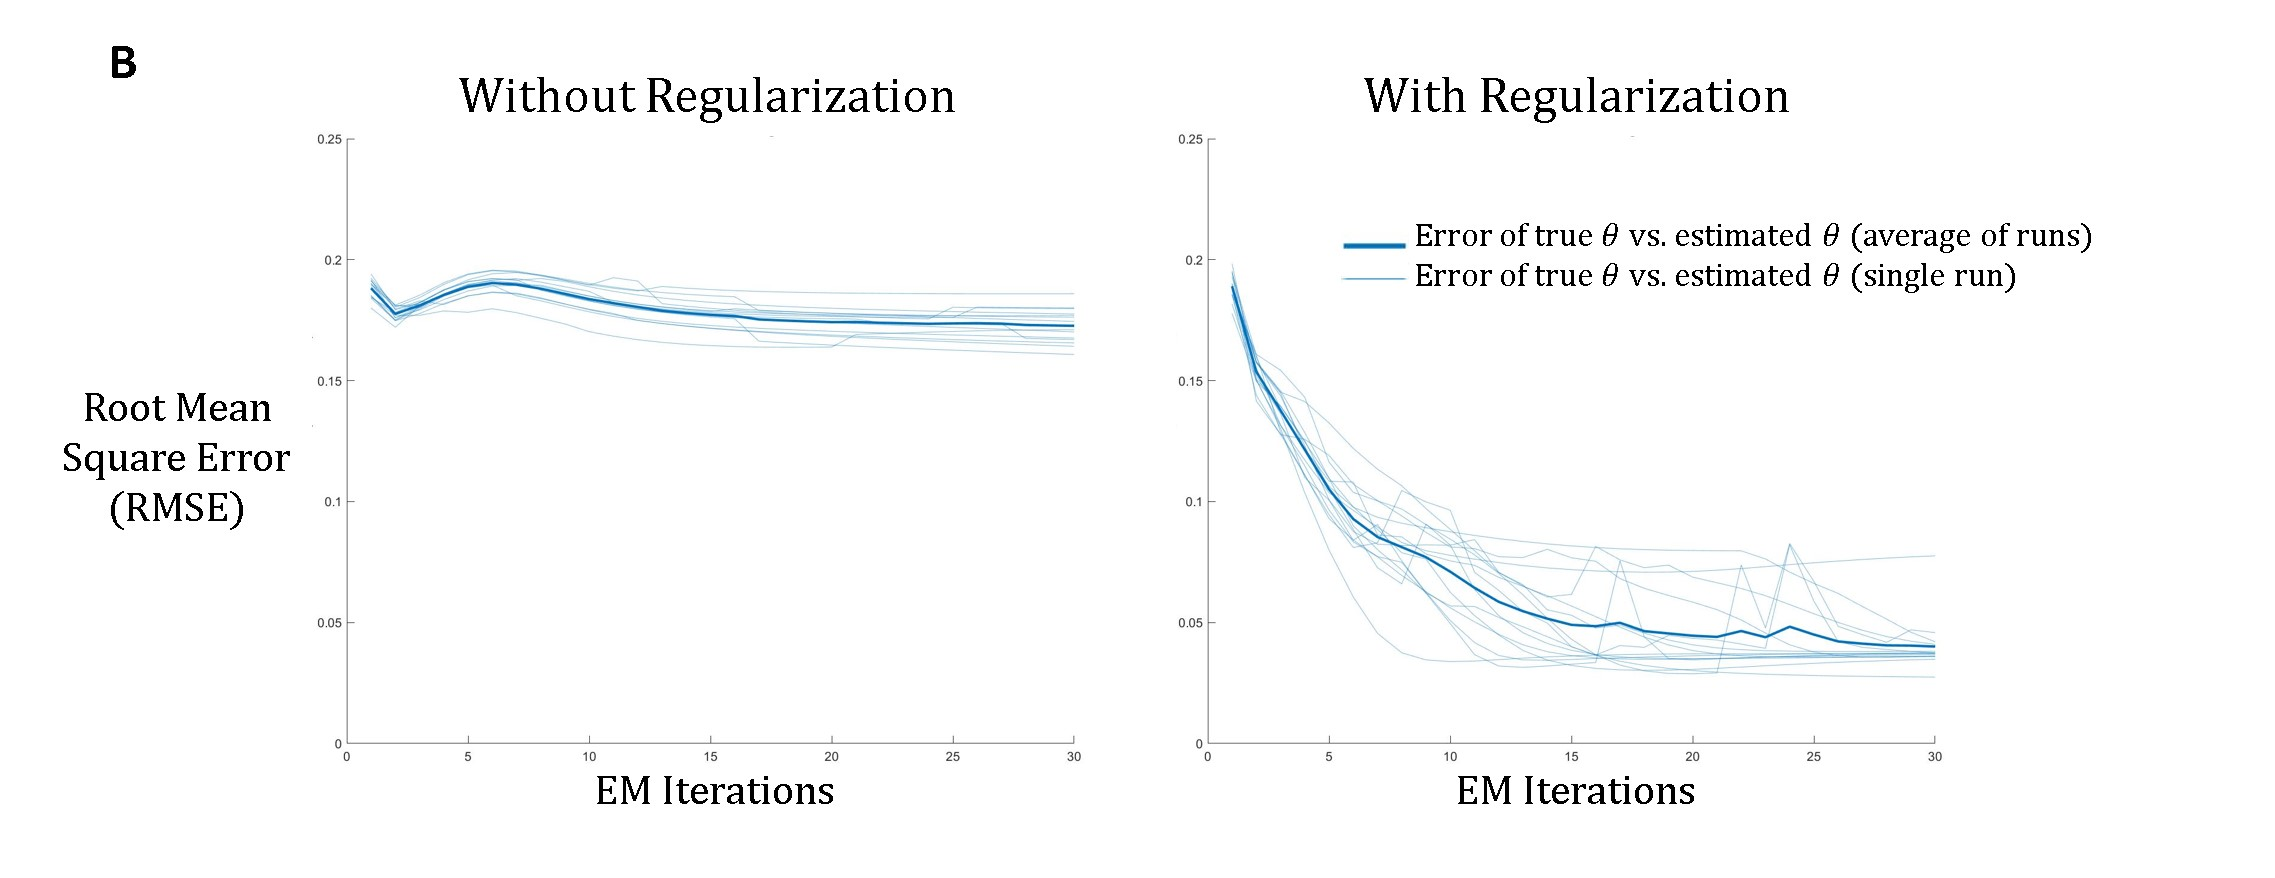 B
Without Regularization
With Regularization
0.25
0.2
0.15
0.1
0.05
0
0
5
10
15
20
25
30
Root Mean
Square Error
(RMSE)
EM Iterations
0.25
0.2
0.15
0.1
0.05
0
0
5
10
15
20
25
30
Error of true θ vs. estimated θ (average of runs)
Error of true θ vs. estimated θ (single run)
EM Iterations